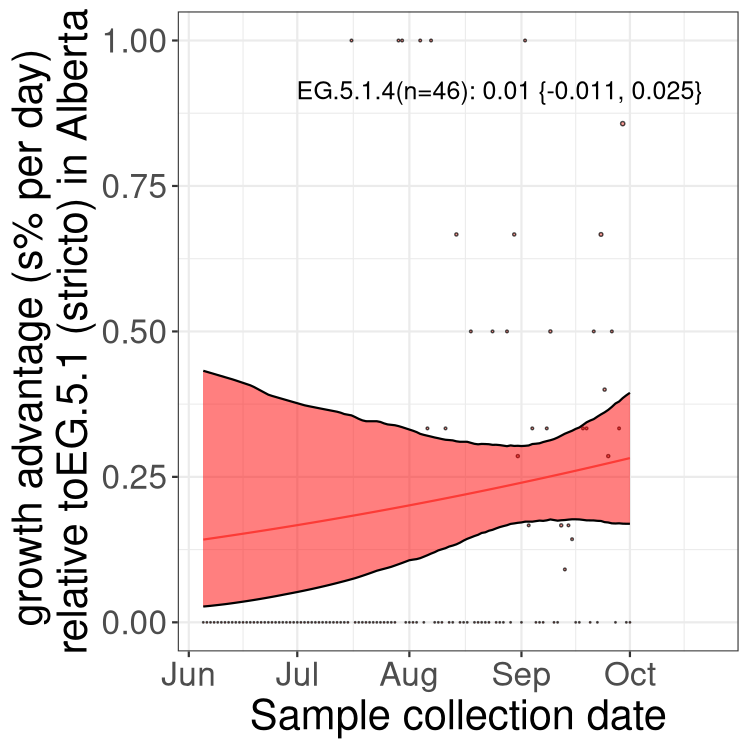 growth advantage (s% per day)
relative toEG.5.1 (stricto) in Alberta
1.00
0.75
0.50
0.25
0.00
EG.5.1.4(n=46): 0.01 {-0.011, 0.025}
Jun Jul Aug Sep Oct
Sample collection date